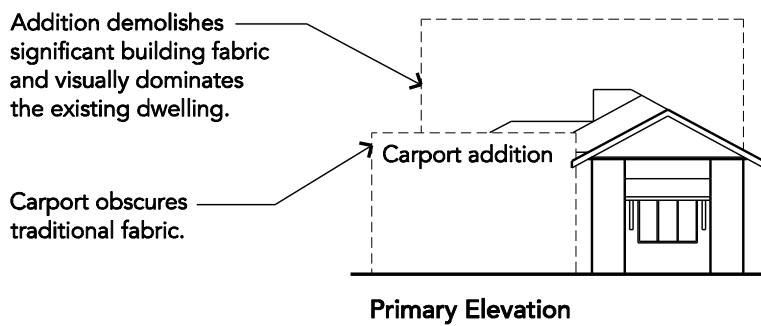 Addition demolishes
significant building fabric
and visually dominates
the existing dwelling.
Carport addition
Carport obscures
traditional fabric.
Primary Elevation